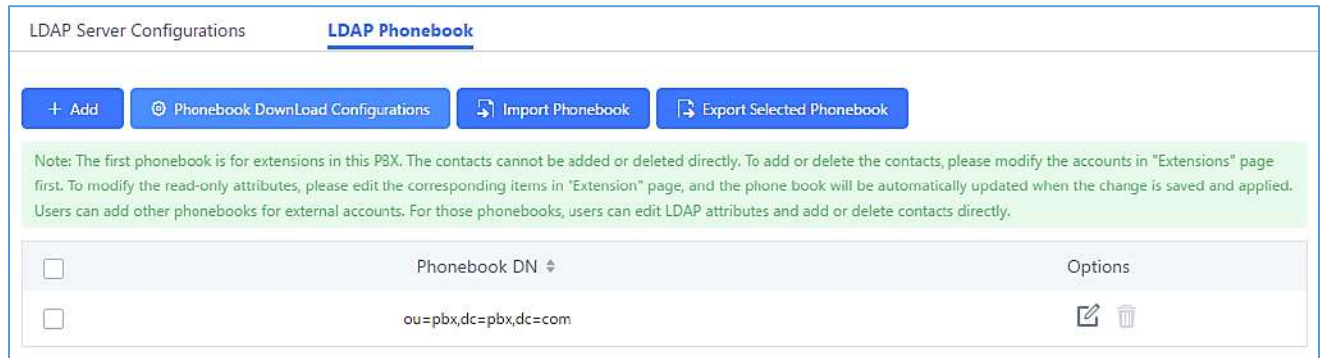 LDAP Server Configurations LDAP Phonebook
+ Add Phonebook DownLoad Configurations Import Phonebook Export Selected Phonebook
Note: The first phonebook is for extensions in this PBX. The contacts cannot be added or deleted directly. To add or delete the contacts, please modify the accounts in "Extensions" page
first. To modify the read-only attributes, please edit the corresponding items in "Extension" page, and the phone book will be automatically updated when the change is saved and applied.
Users can add other phonebooks for external accounts. For those phonebooks, users can edit LDAP attributes and add or delete contacts directly.
Phonebook DN Options
ou=pbx,dc=pbx,dc=com